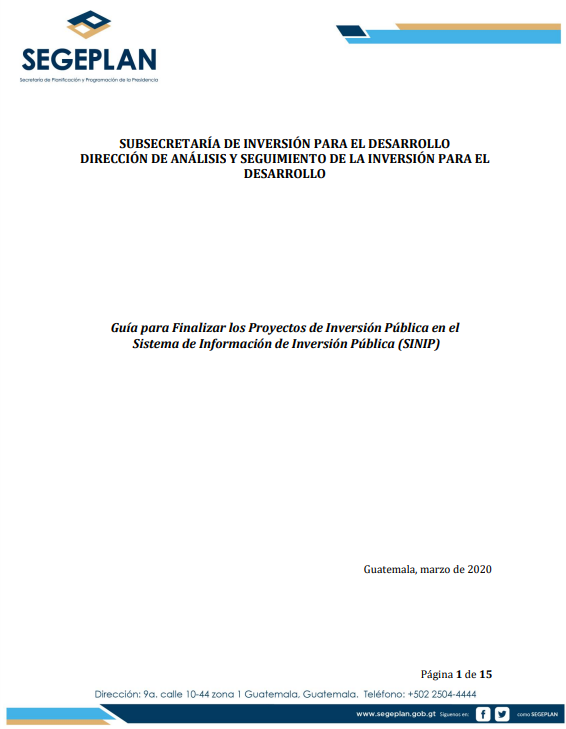 SEGEPLAN
Secretaría de Planificación y Programación de la Presidencia
SUBSECRETARÍA DE INVERSIÓN PARA EL DESARROLLO
DIRECCIÓN DE ANÁLISIS Y SEGUIMIENTO DE LA INVERSIÓN PARA EL
DESARROLLO
Guía para Finalizar los Proyectos de Inversión Pública en el
Sistema de Información de Inversión Pública (SINIP)
Guatemala, marzo de 2020
Página 1 de 15
Dirección: 9a. calle 10-44 zona 1 Guatemala, Guatemala. Teléfono: +502 2504-4444
www.segeplan.gob.gt Síguenos en: como SEGEPLAN